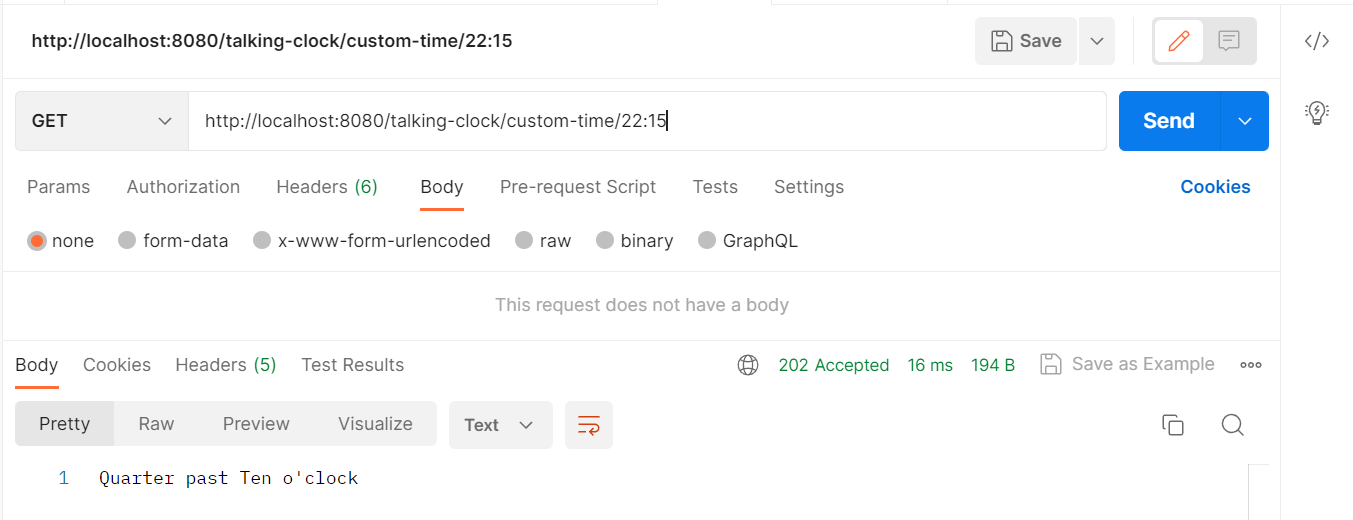 http://localhost:8080/talking-clock/custom-time/22:15 Save
GET http://localhost:8080/talking-clock/custom-time/22:15 Send
Params Authorization Headers (6) Body Pre-request Script Tests Settings Cookies
none form-data x-www-form-urlencoded raw binary GraphQL
This request does not have a body
Body Cookies Headers (5) Test Results 202 Accepted 16 ms 194 B Save as Example
Pretty Raw Preview Visualize Text
1 Quarter past Ten o'clock